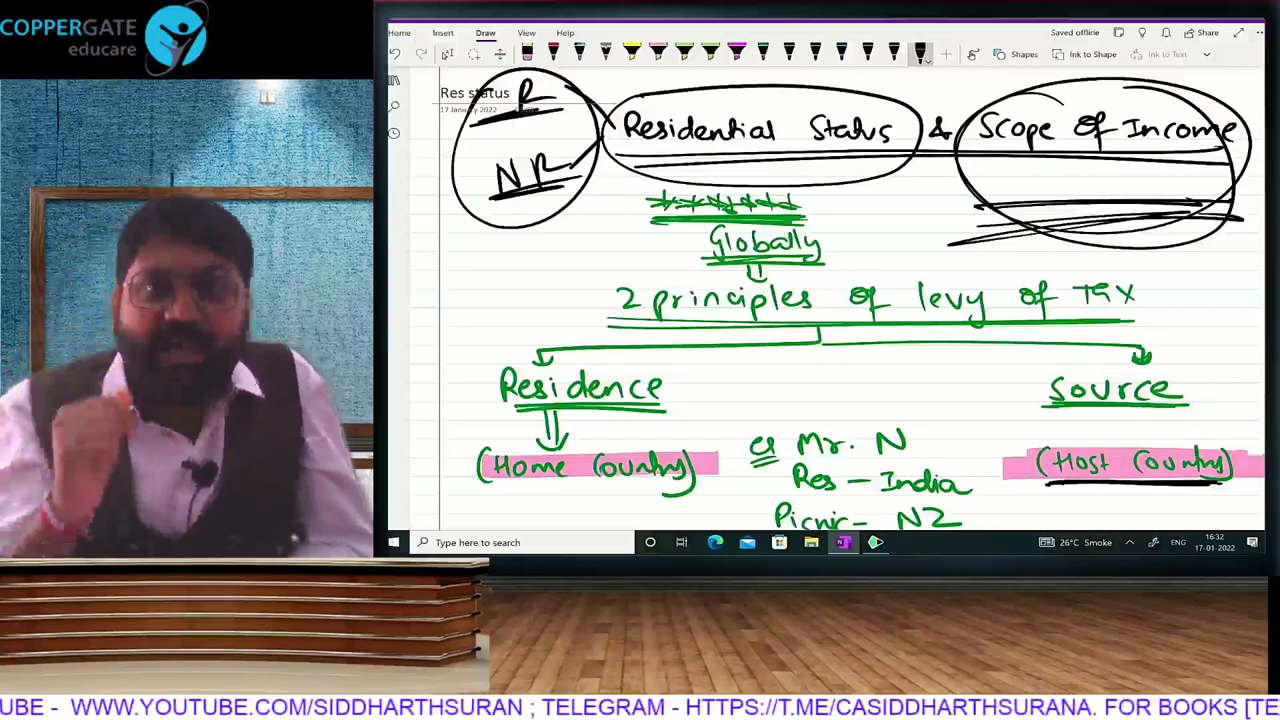 COPPERGATE
educare
Home Insert Draw View Help
Saved offline Share
Shapes Ink to Shape Ink to Text
Res status
17 January 2022
R
NR
Residential Status & Scope Of Income
Globally
2 principles of levy of Tax
Residence Source
(Home Country) (Host Country)
eg Mr. N
Res - India
Picnic - NZ
Type here to search
26°C Smoke ENG 16:32
17-01-2022
UBE - WWW.YOUTUBE.COM/SIDDHARTHSURAN ; TELEGRAM - HTTPS://T.ME/CASIDDHARTHSURANA. FOR BOOKS [TE